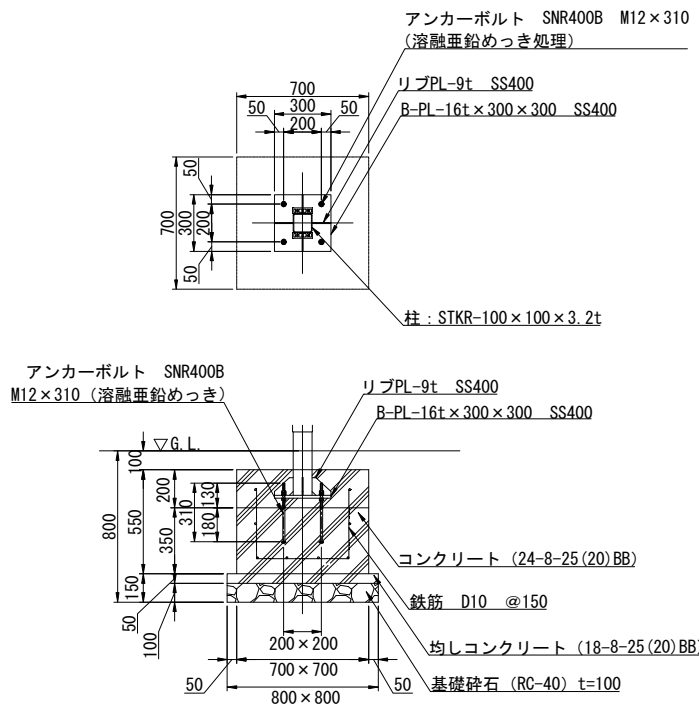 アンカーボルト SNR400B M12×310
(溶融亜鉛めっき処理)
リブPL-9t SS400
B-PL-16t×300×300 SS400
700
50 300 50
200
50
700 300 200
50
柱：STKR-100×100×3.2t
アンカーボルト SNR400B
M12×310 (溶融亜鉛めっき)
リブPL-9t SS400
B-PL-16t×300×300 SS400
▽G.L.
100
800 550 200 310 130
350 180
150
50
100
コンクリート (24-8-25(20)BB)
鉄筋 D10 @150
均しコンクリート (18-8-25(20)BB)
基礎砕石 (RC-40) t=100
200×200
50 700×700 50
800×800